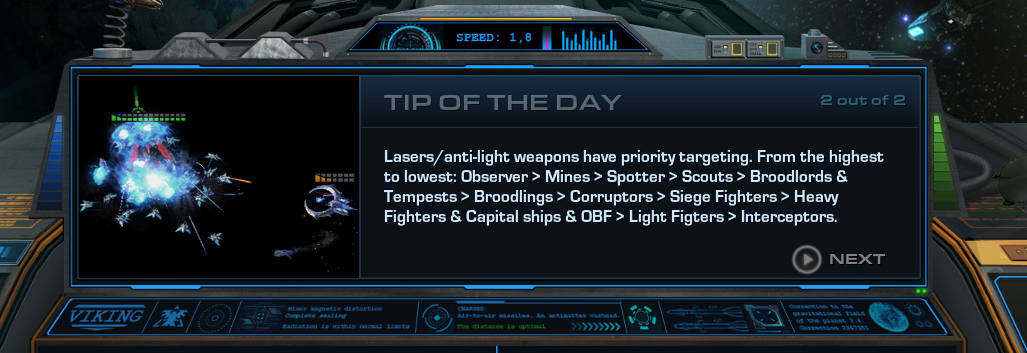 SPEED: 1,8
TIP OF THE DAY
2 out of 2
Lasers/anti-light weapons have priority targeting. From the highest
to lowest: Observer > Mines > Spotter > Scouts > Broodlords &
Tempests > Broodlings > Corruptors > Siege Fighters > Heavy
Fighters & Capital ships & OBF > Light Figters > Interceptors.
NEXT
VIKING
Minor magnetic distortion
Complete sealing
Radiation is within normal limits
CHARGED:
Air-to-air missiles. An antimatter warhead.
The distance is optimal
Correction to the
gravitational field
of the planet 1.4.